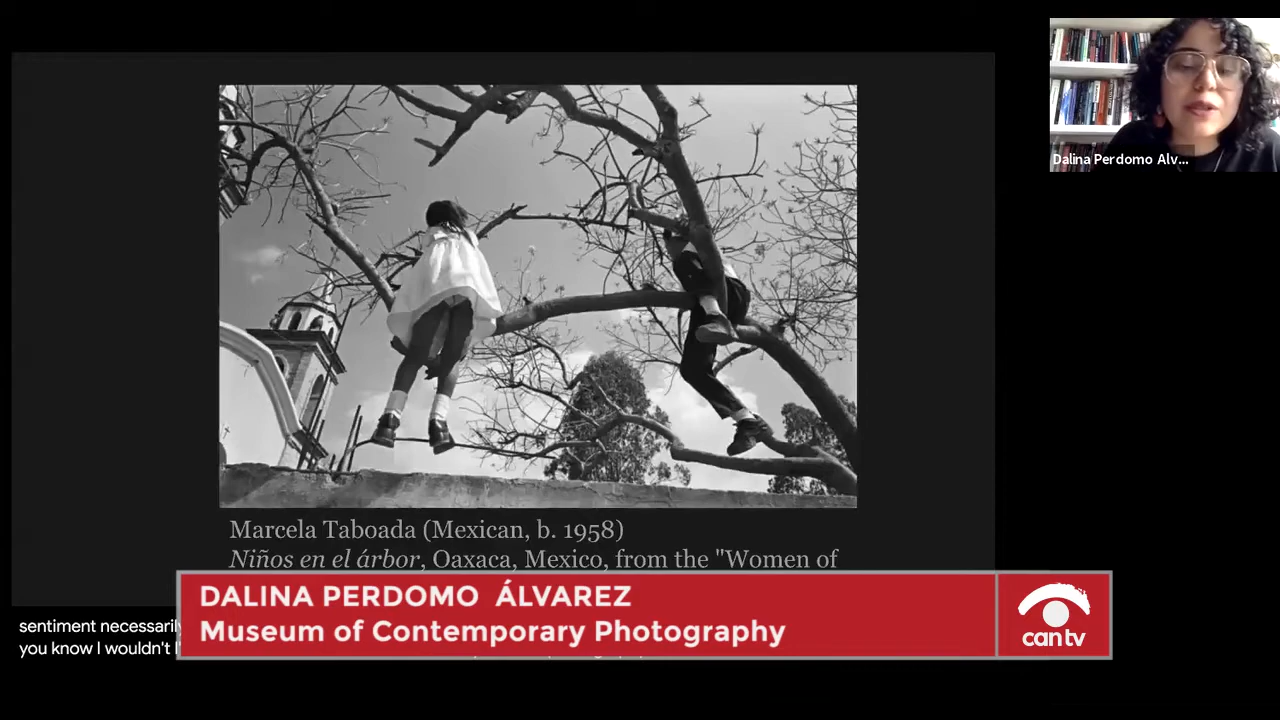 Dalina Perdomo Alv...
Marcela Taboada (Mexican, b. 1958)
Niños en el árbor, Oaxaca, Mexico, from the "Women of
DALINA PERDOMO ÁLVAREZ
Museum of Contemporary Photography
can tv
sentiment necessarily
you know I wouldn't